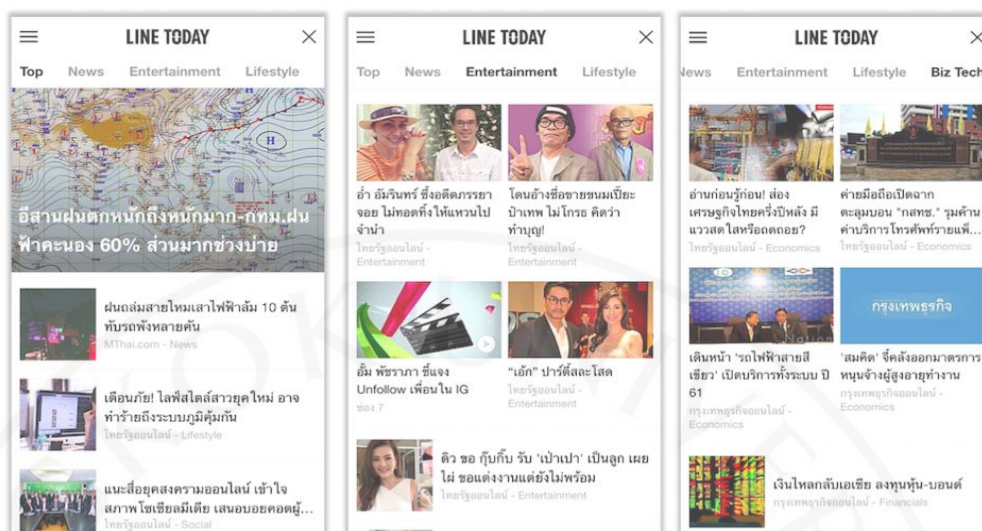 LINE TODAY
Top News Entertainment Lifestyle
H
อีสานฝนตกหนักถึงหนักมาก-กทม.ฝน
ฟ้าคะนอง 60% ส่วนมากช่วงบ่าย
ฝนถล่มสายไหมเสาไฟฟ้าล้ม 10 ต้น
ทับรถพังหลายคัน
MThai.com - News
เตือนภัย! ไลฟ์สไตล์สาวยุคใหม่ อาจ
ทำร้ายถึงระบบภูมิคุ้มกัน
ไทยรัฐออนไลน์ - Lifestyle
แนะสื่อยุคสงครามออนไลน์ เข้าใจ
สภาพโซเชียลมีเดีย เสนอบอยคอตผู้...
ไทยรัฐออนไลน์ - Social
LINE TODAY
Top News Entertainment Lifestyle
อ่ำ อัมรินทร์ ซึ้งอดีตภรรยา
จอย ไม่ทอดทิ้งให้แหวนไป
จำนำ
ไทยรัฐออนไลน์ -
Entertainment
โดนอ้างชื่อขายขนมเปี๊ยะ
ป๋าเทพ ไม่โกรธ คิดว่า
ทำบุญ!
ไทยรัฐออนไลน์ -
Entertainment
อั้ม พัชราภา ชี้แจง
Unfollow เพื่อนใน IG
ช่อง 7
"เอ้ก" ปาร์ตี้สละโสด
ไทยรัฐออนไลน์ -
Entertainment
ดิว ขอ กุ๊บกิ๊บ รับ 'เป่าเปา' เป็นลูก เผย
ไผ่ ขอแต่งงานแต่ยังไม่พร้อม
ไทยรัฐออนไลน์ - Entertainment
LINE TODAY
News Entertainment Lifestyle Biz Tech
อ่านก่อนรู้ก่อน! ส่อง
เศรษฐกิจไทยครึ่งปีหลัง มี
แววสดใสหรือถดถอย?
ไทยรัฐออนไลน์ - Economics
ค่ายมือถือเปิดฉาก
ตะลุมบอน "กสทช." รุมค้าน
ค่าบริการโทรศัพท์รายแพ็...
ไทยรัฐออนไลน์ - Economics
เดินหน้า 'รถไฟฟ้าสายสี
เขียว' เปิดบริการทั้งระบบ ปี
61
กรุงเทพธุรกิจออนไลน์ -
Economics
กรุงเทพธุรกิจ
'สมคิด' จี้คลังออกมาตรการ
หนุนจ้างผู้สูงอายุทำงาน
กรุงเทพธุรกิจออนไลน์ -
Economics
เงินไหลกลับเอเชีย ลงทุนหุ้น-บอนด์
กรุงเทพธุรกิจออนไลน์ - Financials